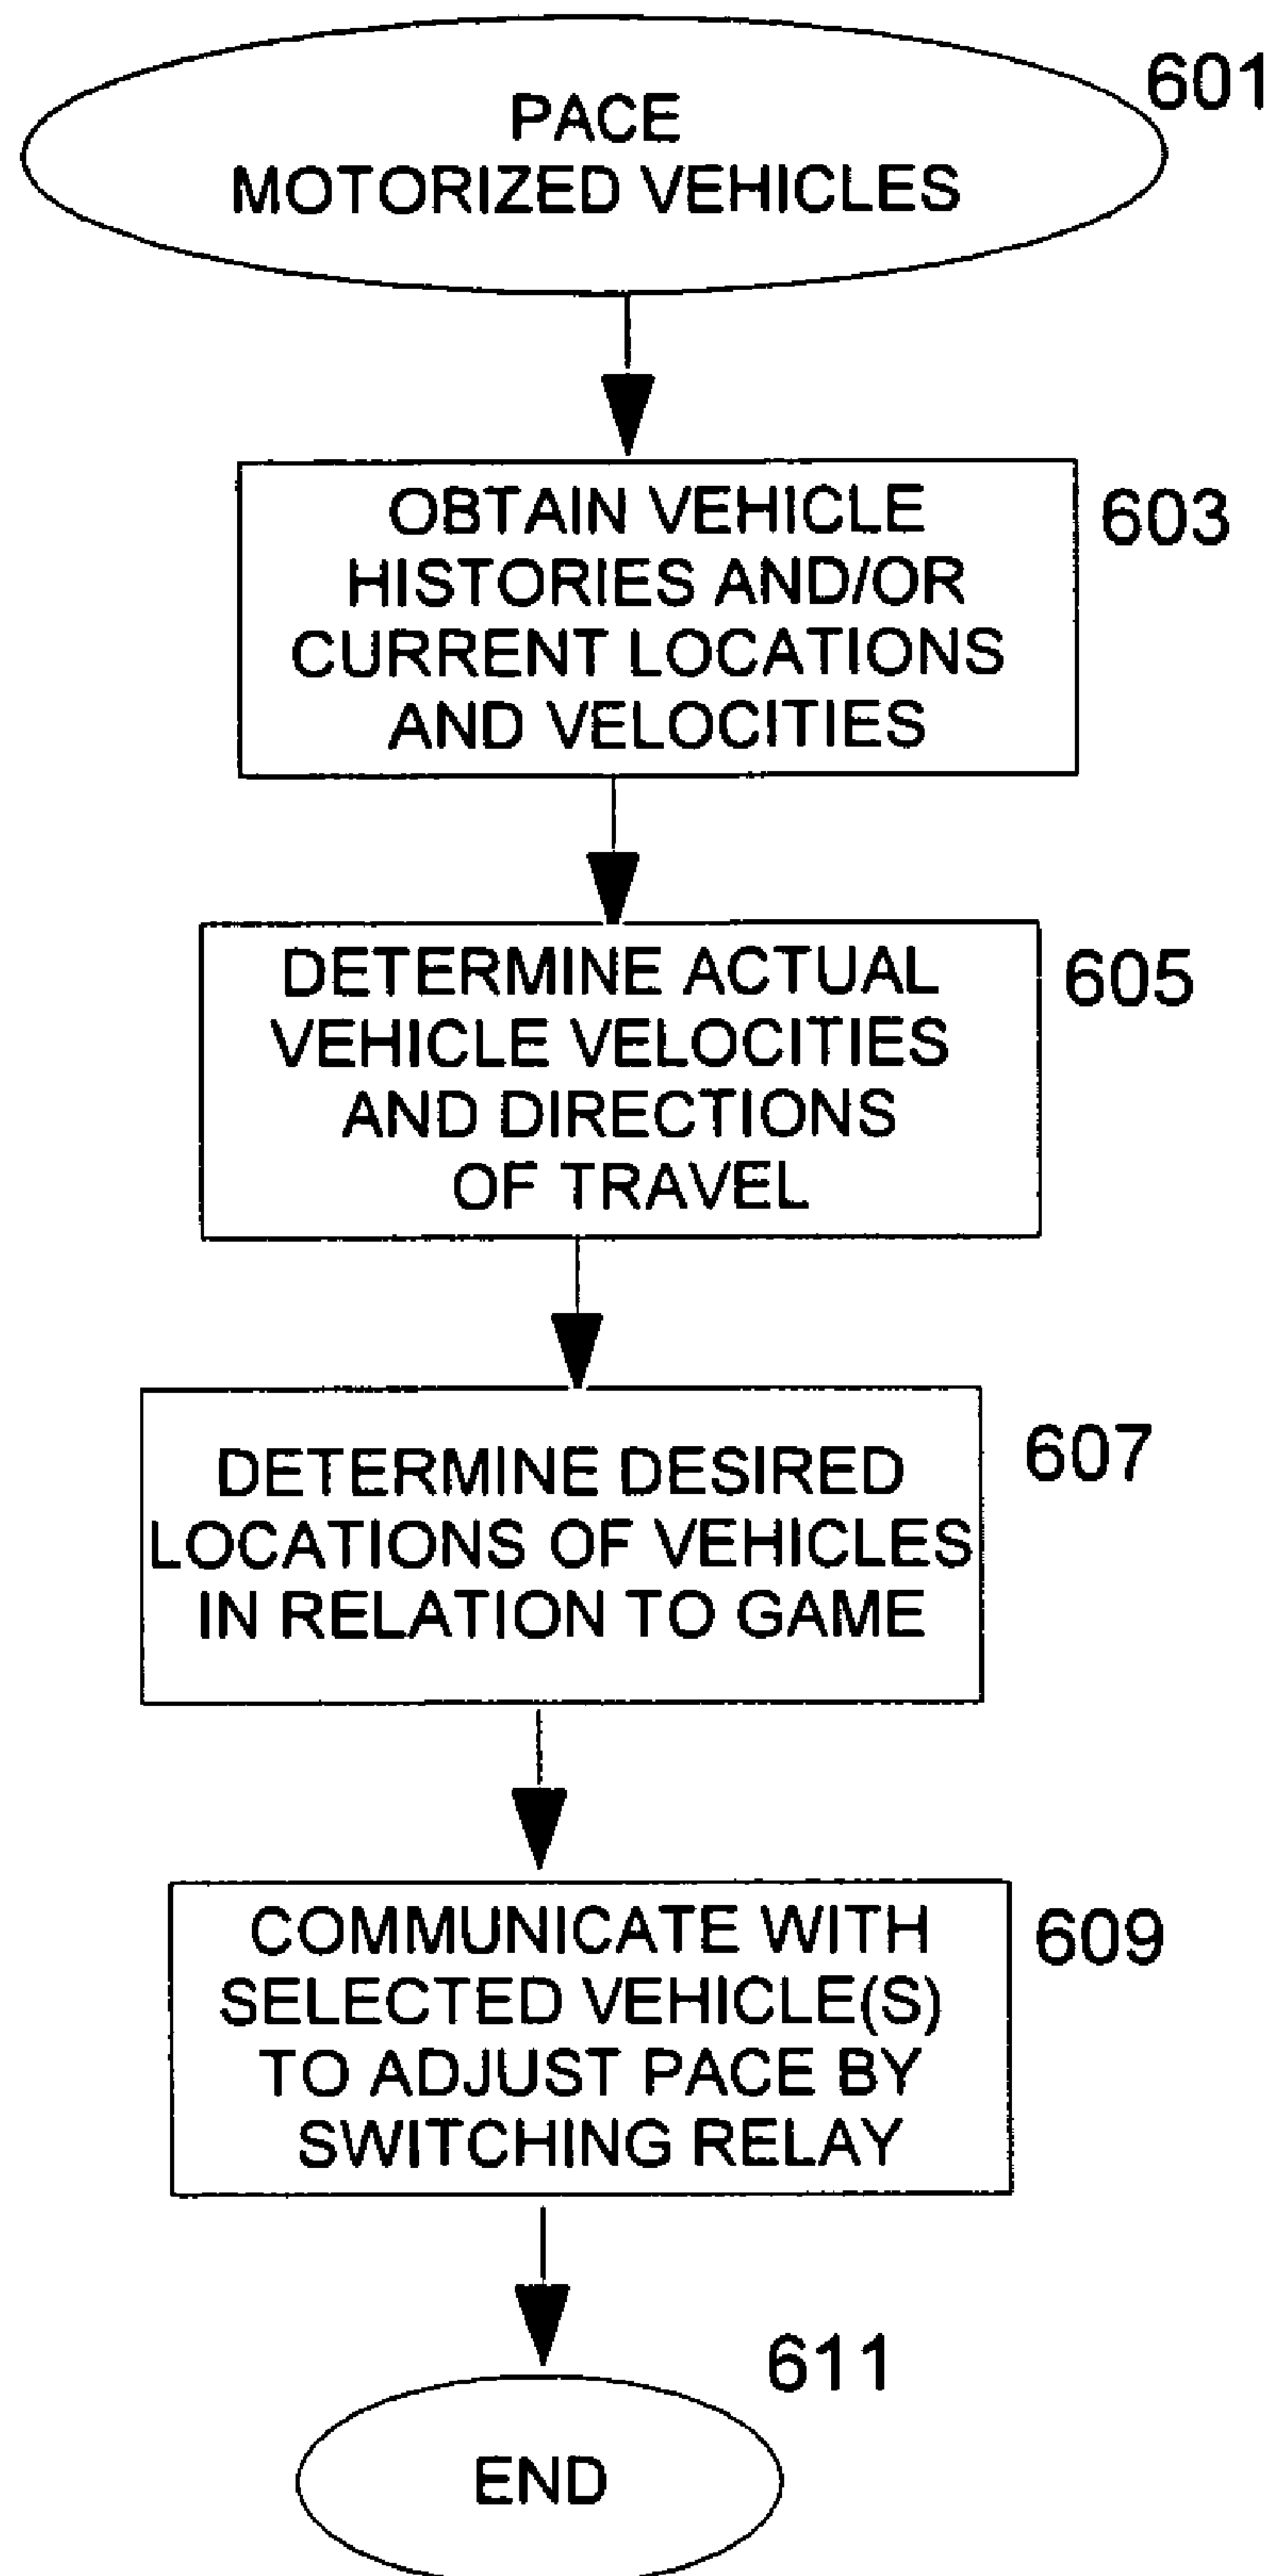 PACE
MOTORIZED VEHICLES
601
OBTAIN VEHICLE
HISTORIES AND/OR
CURRENT LOCATIONS
AND VELOCITIES
603
DETERMINE ACTUAL
VEHICLE VELOCITIES
AND DIRECTIONS
OF TRAVEL
605
DETERMINE DESIRED
LOCATIONS OF VEHICLES
IN RELATION TO GAME
607
COMMUNICATE WITH
SELECTED VEHICLE(S)
TO ADJUST PACE BY
SWITCHING RELAY
609
611
END